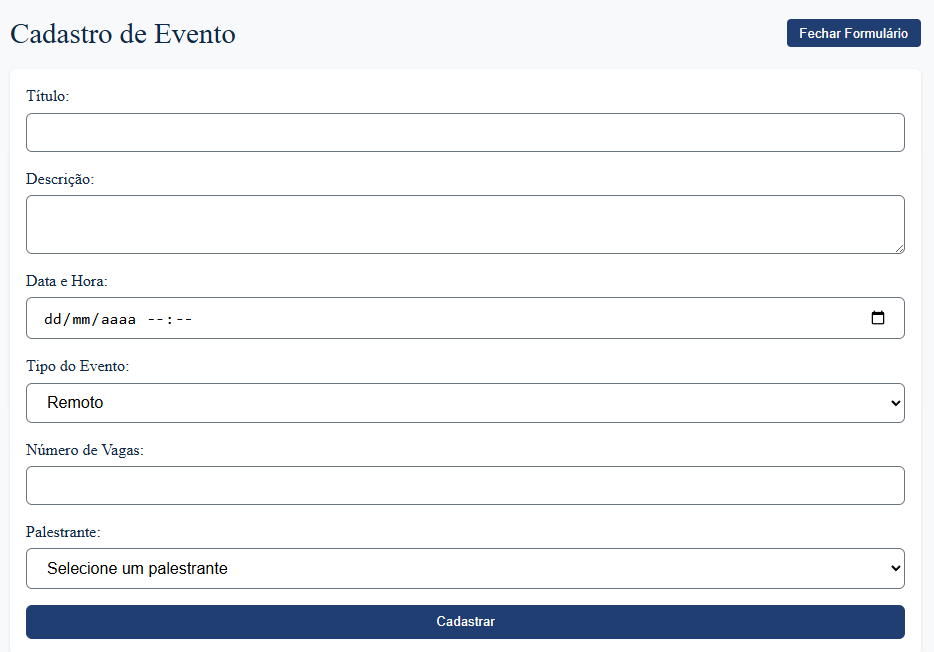 Cadastro de Evento
Fechar Formulário
Título:
Descrição:
Data e Hora:
dd/mm/aaaa --:--
Tipo do Evento:
Remoto
Número de Vagas:
Palestrante:
Selecione um palestrante
Cadastrar